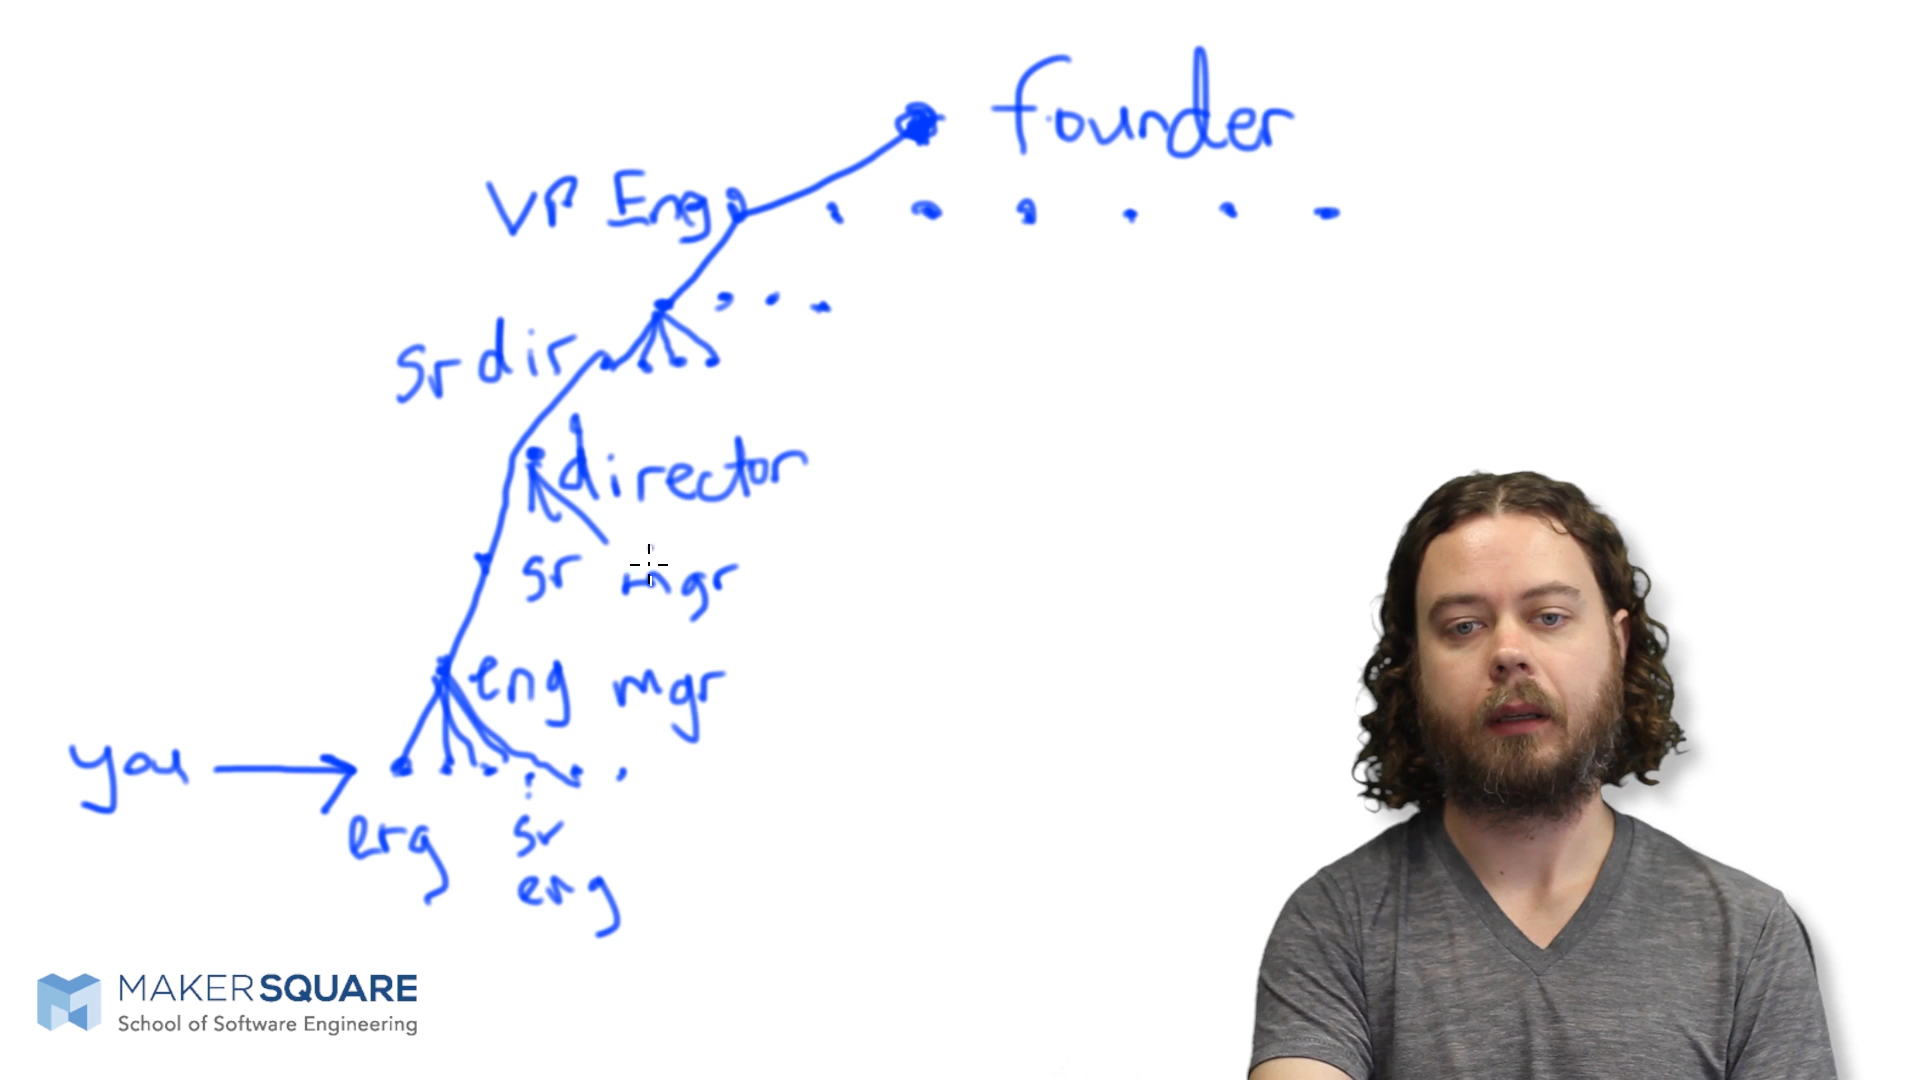 founder
VP Eng
sr dir
director
sr mgr
eng mgr
you
eng
sr
eng
MAKERSQUARE
School of Software Engineering